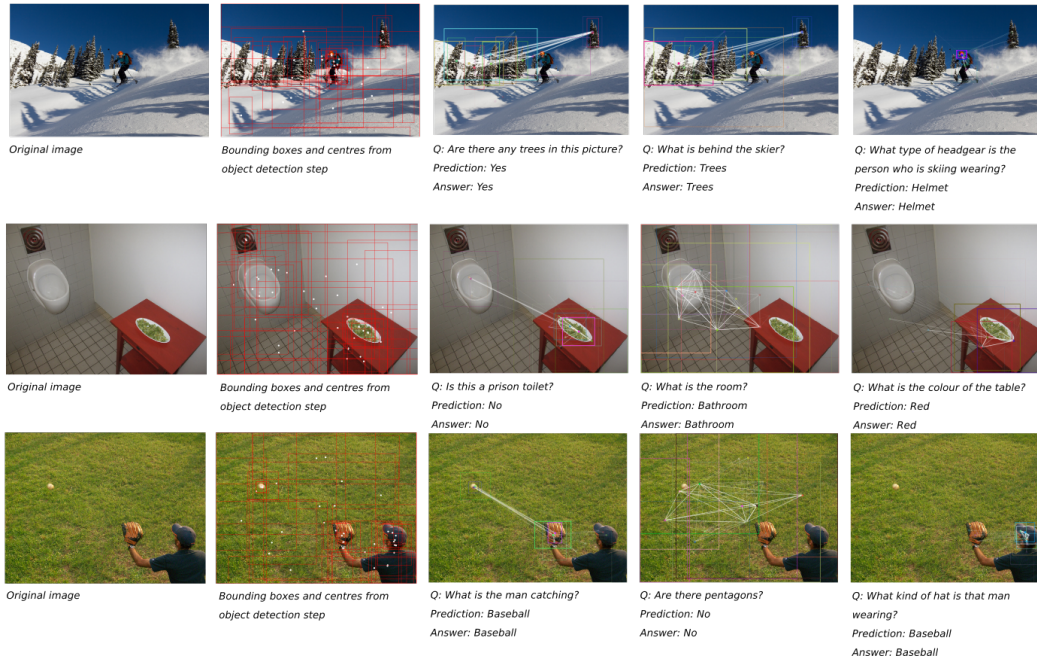 Original image
Bounding boxes and centres from
object detection step
Q: Are there any trees in this picture?
Prediction: Yes
Answer: Yes
Q: What is behind the skier?
Prediction: Trees
Answer: Trees
Q: What type of headgear is the
person who is skiing wearing?
Prediction: Helmet
Answer: Helmet
Original image
Bounding boxes and centres from
object detection step
Q: Is this a prison toilet?
Prediction: No
Answer: No
Q: What is the room?
Prediction: Bathroom
Answer: Bathroom
Q: What is the colour of the table?
Prediction: Red
Answer: Red
Original image
Bounding boxes and centres from
object detection step
Q: What is the man catching?
Prediction: Baseball
Answer: Baseball
Q: Are there pentagons?
Prediction: No
Answer: No
Q: What kind of hat is that man
wearing?
Prediction: Baseball
Answer: Baseball